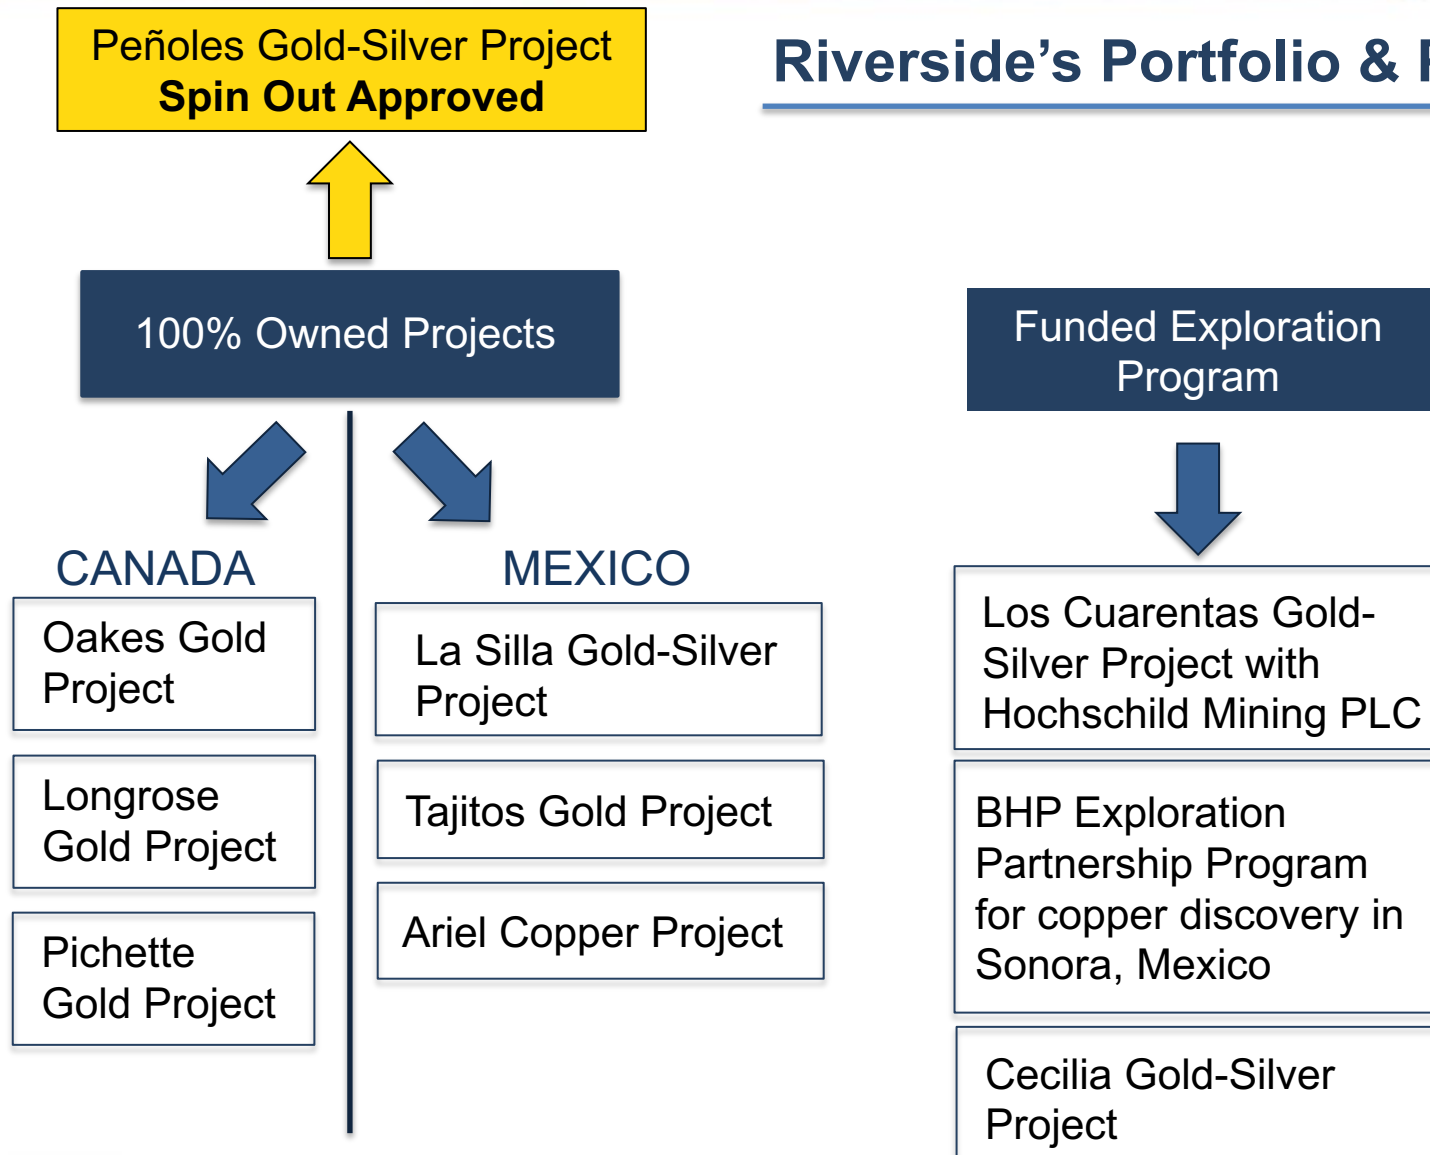 Peñoles Gold-Silver Project
Spin Out Approved
Riverside's Portfolio &
100% Owned Projects
Funded Exploration
Program
CANADA
Oakes Gold
Project
Longrose
Gold Project
Pichette
Gold Project
MEXICO
La Silla Gold-Silver
Project
Tajitos Gold Project
Ariel Copper Project
Los Cuarentas Gold-
Silver Project with
Hochschild Mining PLC
BHP Exploration
Partnership Program
for copper discovery in
Sonora, Mexico
Cecilia Gold-Silver
Project